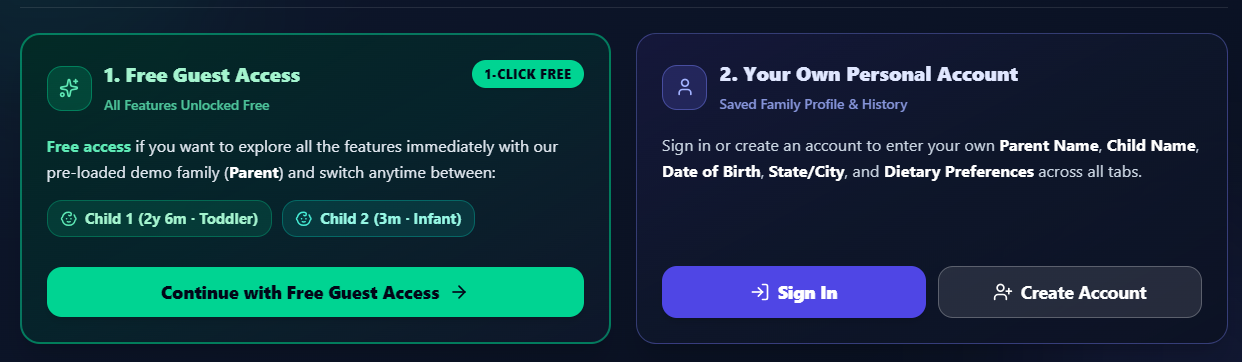 1. Free Guest Access
1-CLICK FREE
All Features Unlocked Free
Free access if you want to explore all the features immediately with our
pre-loaded demo family (Parent) and switch anytime between:
Child 1 (2y 6m · Toddler)
Child 2 (3m · Infant)
Continue with Free Guest Access →
2. Your Own Personal Account
Saved Family Profile & History
Sign in or create an account to enter your own Parent Name, Child Name,
Date of Birth, State/City, and Dietary Preferences across all tabs.
Sign In
Create Account